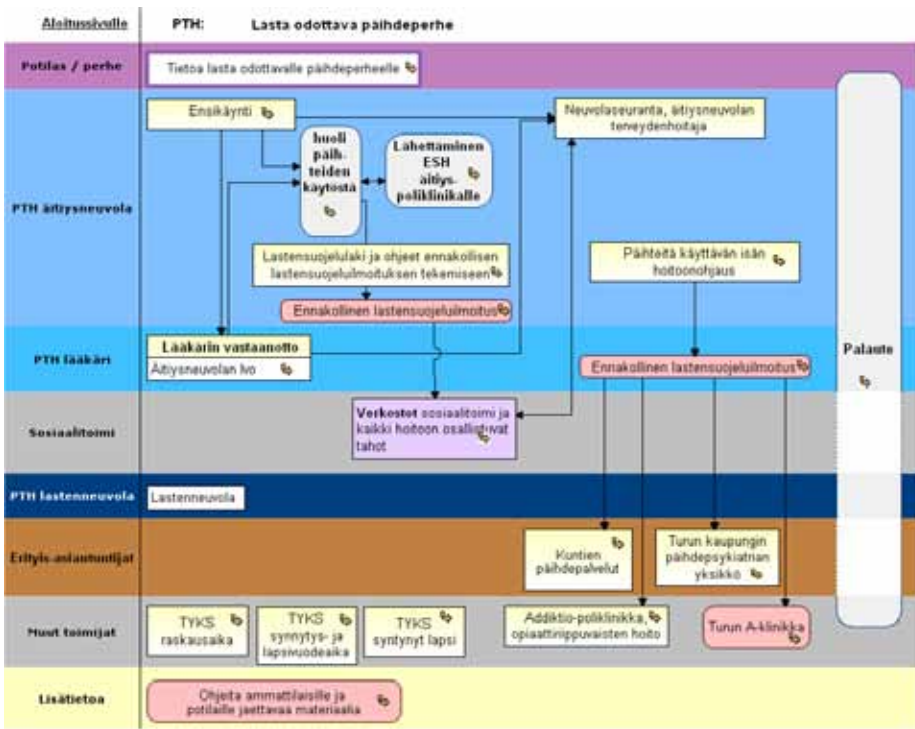 Aloitussivulle
PTH: Lasta odottava päihdeperhe
Potilas / perhe
Tietoa lasta odottavalle päihdeperheelle
PTH äitiysneuvola
Ensikäynti
huoli
päih-
teiden
käytöstä
Lähettäminen
ESH
äitiys-
poliklinikalle
Neuvolaseuranta, äitiysneuvolan
terveydenhoitaja
Lastensuojelulaki ja ohjeet ennakollisen
lastensuojeluilmoituksen tekemiseen
Päihteitä käyttävän isän
hoitoonohjaus
Ennakollinen lastensuojeluilmoitus
PTH lääkäri
Lääkärin vastaanotto
Äitiysneuvolan lvo
Ennakollinen lastensuojeluilmoitus
Palaute
Sosiaalitoimi
Verkostot sosiaalitoimi ja
kaikki hoitoon osallistuvat
tahot
PTH lastenneuvola
Lastenneuvola
Erityis-asiantuntijat
Kuntien
päihdepalvelut
Turun kaupungin
päihdepsykiatrian
yksikkö
Muut toimijat
TYKS
raskausaika
TYKS
synnytys- ja
lapsivuodeaika
TYKS
syntynyt lapsi
Addiktio-poliklinikka,
opiaattiriippuvaisten hoito
Turun A-klinikka
Lisätietoa
Ohjeita ammattilaisille ja
potilaille jaettavaa materiaalia